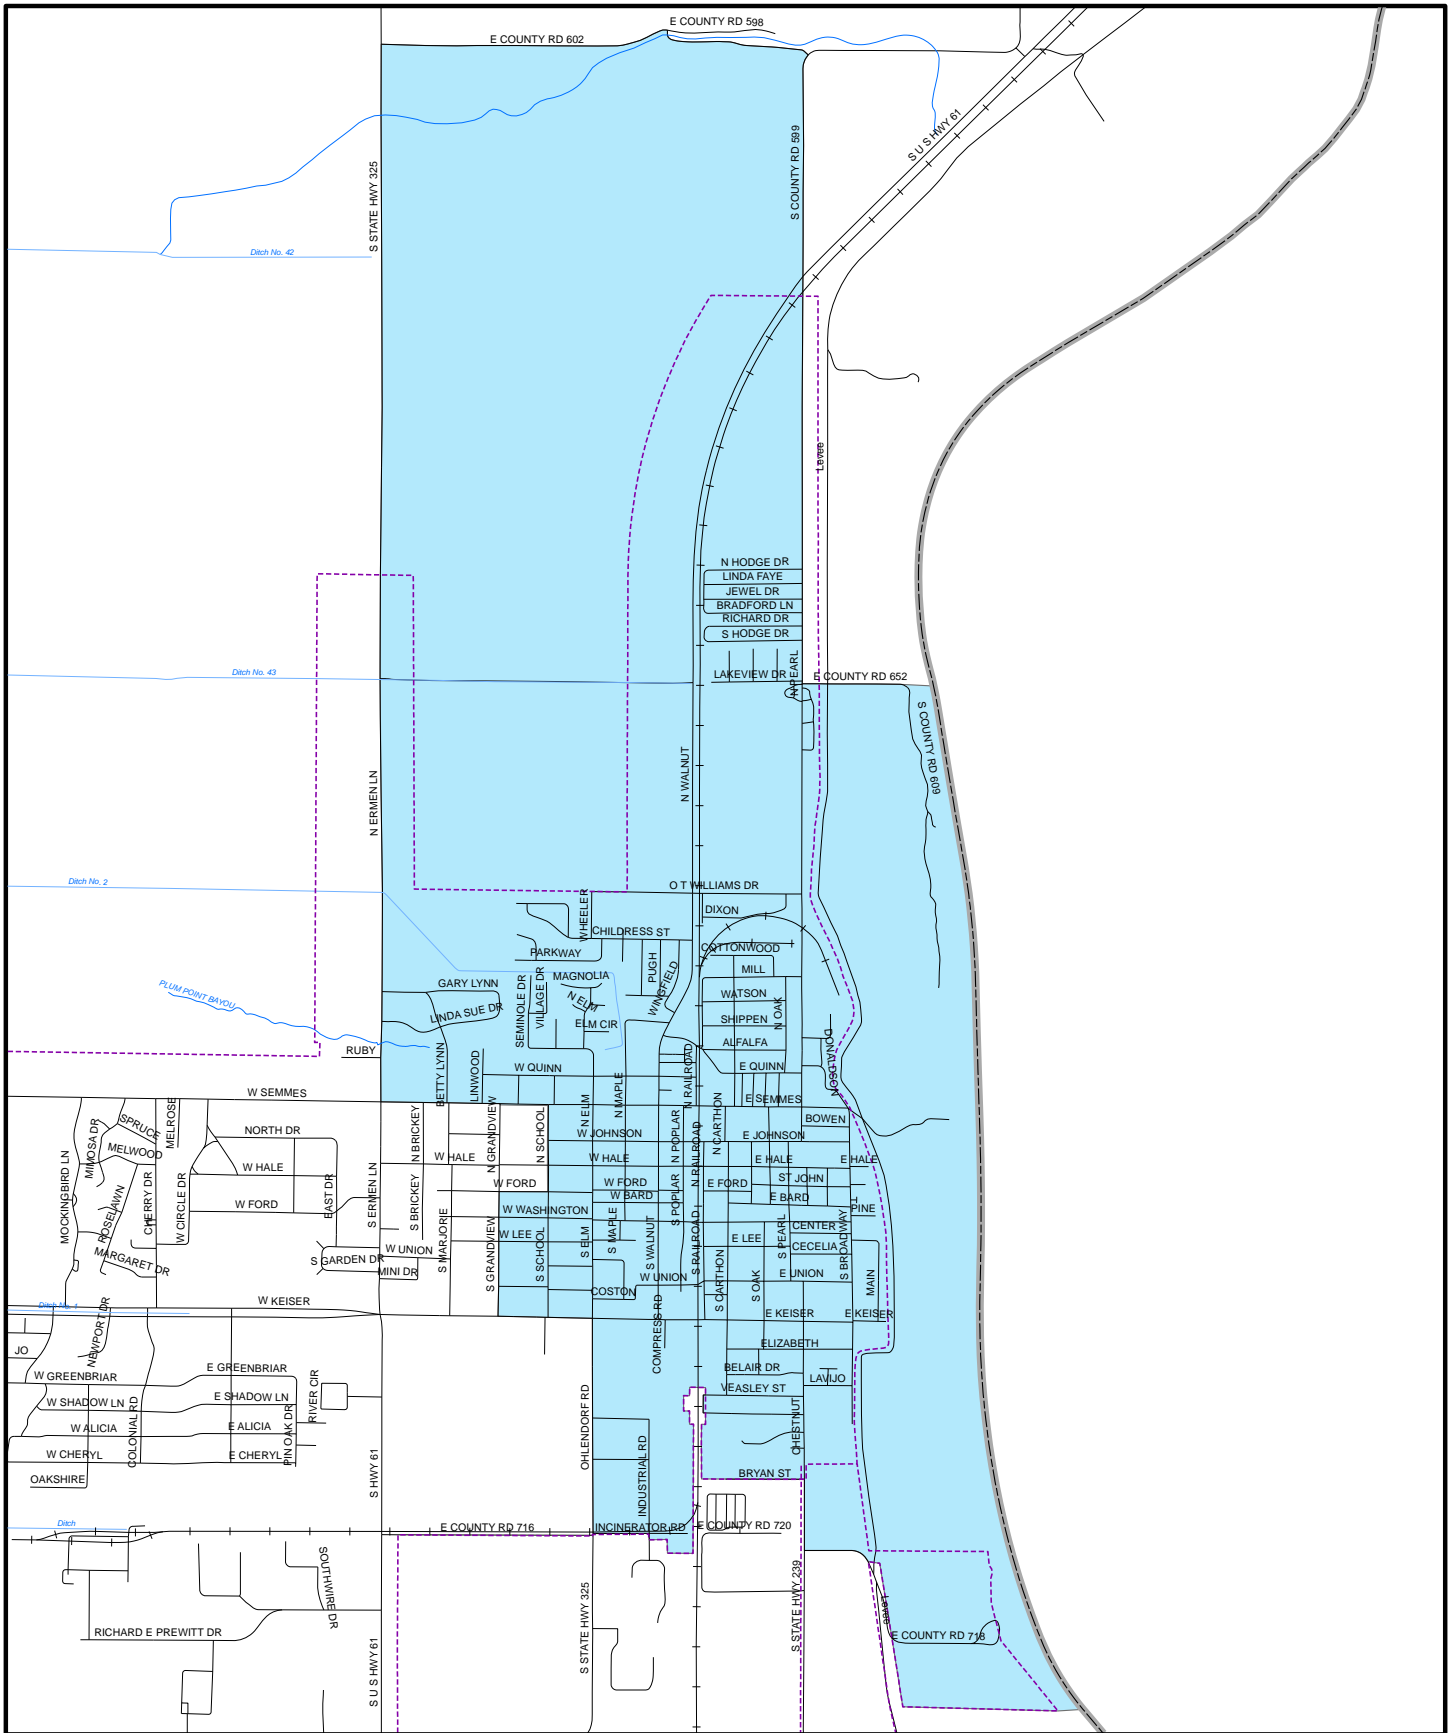 E COUNTY RD 598
E COUNTY RD 602
S U S HWY 61
S COUNTY RD 599
S STATE HWY 325
Ditch No. 42
Levee
N HODGE DR
LINDA FAYE
JEWEL DR
BRADFORD LN
RICHARD DR
S HODGE DR
LAKEVIEW DR
N PEARL
E COUNTY RD 652
Ditch No. 43
S COUNTY RD 609
N WALNUT
N ERMEN LN
Ditch No. 2
O T WILLIAMS DR
WHEELER
DIXON
CHILDRESS ST
COTTONWOOD
PARKWAY
PUGH
MILL
MAGNOLIA
WINGFIELD
GARY LYNN
PLUM POINT BAYOU
SEMINOLE DR
VILLAGE DR
N ELM
WATSON
N OAK
LINDA SUE DR
ELM CIR
SHIPPEN
ALFALFA
DONALDSON
RUBY
BETTY LYNN
LINWOOD
W QUINN
N RAILROAD
E QUINN
W SEMMES
N MAPLE
E SEMMES
MELROSE
SPRUCE
MIMOSA DR
NORTH DR
N BRICKEY
N GRANDVIEW
N SCHOOL
N ELM
W JOHNSON
N POPLAR
N CARTHON
BOWEN
E JOHNSON
MELWOOD
W HALE
W HALE
W HALE
N RAILROAD
E HALE
E HALE
MOCKINGBIRD LN
CHERRY DR
W CIRCLE DR
W FORD
EAST DR
S ERMEN LN
S BRICKEY
W FORD
W FORD
W BARD
E FORD
ST JOHN
E BARD
ROSELAWN
W WASHINGTON
S POPLAR
PINE
CENTER
S MARJORIE
S GRANDVIEW
W LEE
S SCHOOL
S ELM
S MAPLE
S WALNUT
S RAILROAD
E LEE
S PEARL
CECELIA
S BROADWAY
MARGARET DR
S GARDEN DR
W UNION
MINI DR
W UNION
E UNION
COSTON
S CARTHON
S OAK
MAIN
W KEISER
Ditch No. 1
E KEISER
E KEISER
NEWPORT DR
COMPRESS RD
ELIZABETH
JO
E GREENBRIAR
W GREENBRIAR
BELAIR DR
LAVIJO
VEASLEY ST
RIVER CIR
E SHADOW LN
W SHADOW LN
COLONIAL RD
W ALICIA
E ALICIA
PIN OAK DR
OHLENDORF RD
CHESTNUT
W CHERYL
E CHERYL
INDUSTRIAL RD
OAKSHIRE
S HWY 61
BRYAN ST
Ditch
E COUNTY RD 716
INCINERATOR RD
E COUNTY RD 720
SOUTHWIRE DR
S STATE HWY 325
S STATE HWY 239
Levee
RICHARD E PREWITT DR
E COUNTY RD 718
S U S HWY 61